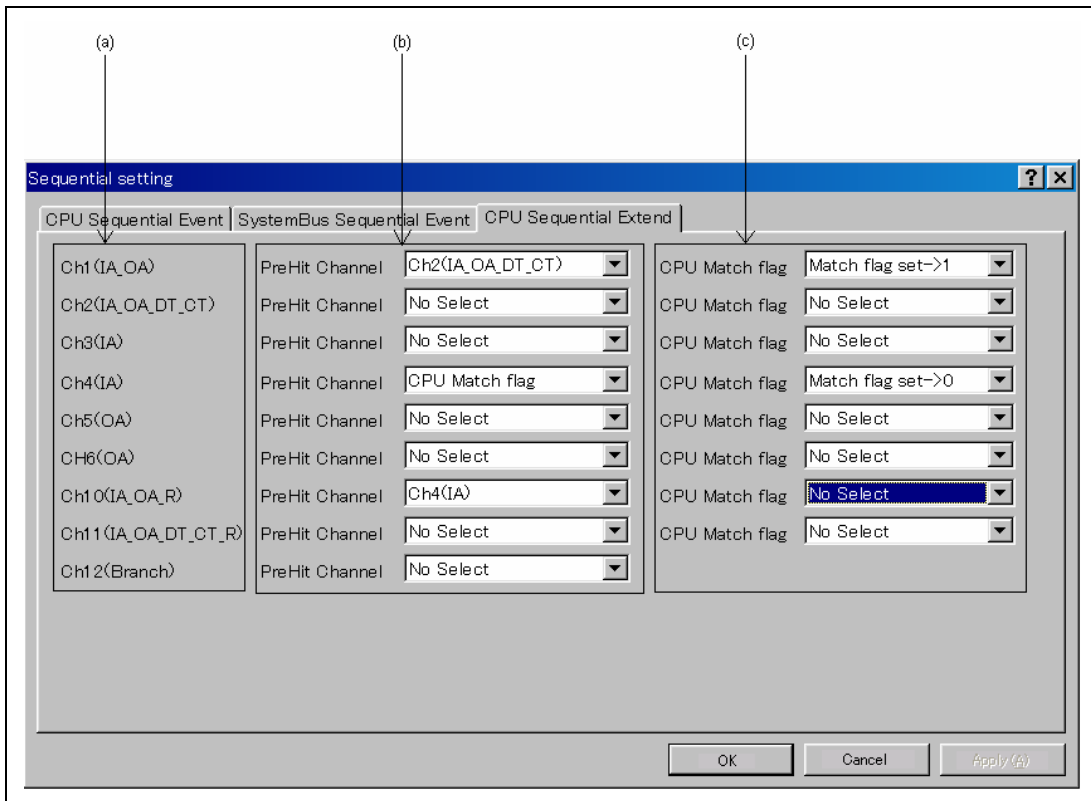 (a) (b) (c)
Sequential setting
CPU Sequential Event SystemBus Sequential Event CPU Sequential Extend
Ch1(IA_OA) PreHit Channel Ch2(IA_OA_DT_CT) CPU Match flag Match flag set->1
Ch2(IA_OA_DT_CT) PreHit Channel No Select CPU Match flag No Select
Ch3(IA) PreHit Channel No Select CPU Match flag No Select
Ch4(IA) PreHit Channel CPU Match flag CPU Match flag Match flag set->0
Ch5(OA) PreHit Channel No Select CPU Match flag No Select
CH6(OA) PreHit Channel No Select CPU Match flag No Select
Ch10(IA_OA_R) PreHit Channel Ch4(IA) CPU Match flag No Select
Ch11(IA_OA_DT_CT_R) PreHit Channel No Select CPU Match flag No Select
Ch12(Branch) PreHit Channel No Select
OK Cancel Apply(A)